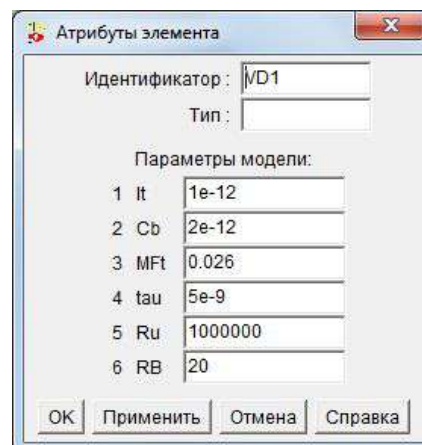 Атрибуты элемента
Идентификатор : VD1
Тип :
Параметры модели:
1 It 1e-12
2 Cb 2e-12
3 MFt 0.026
4 tau 5e-9
5 Ru 1000000
6 RB 20
OK Применить Отмена Справка